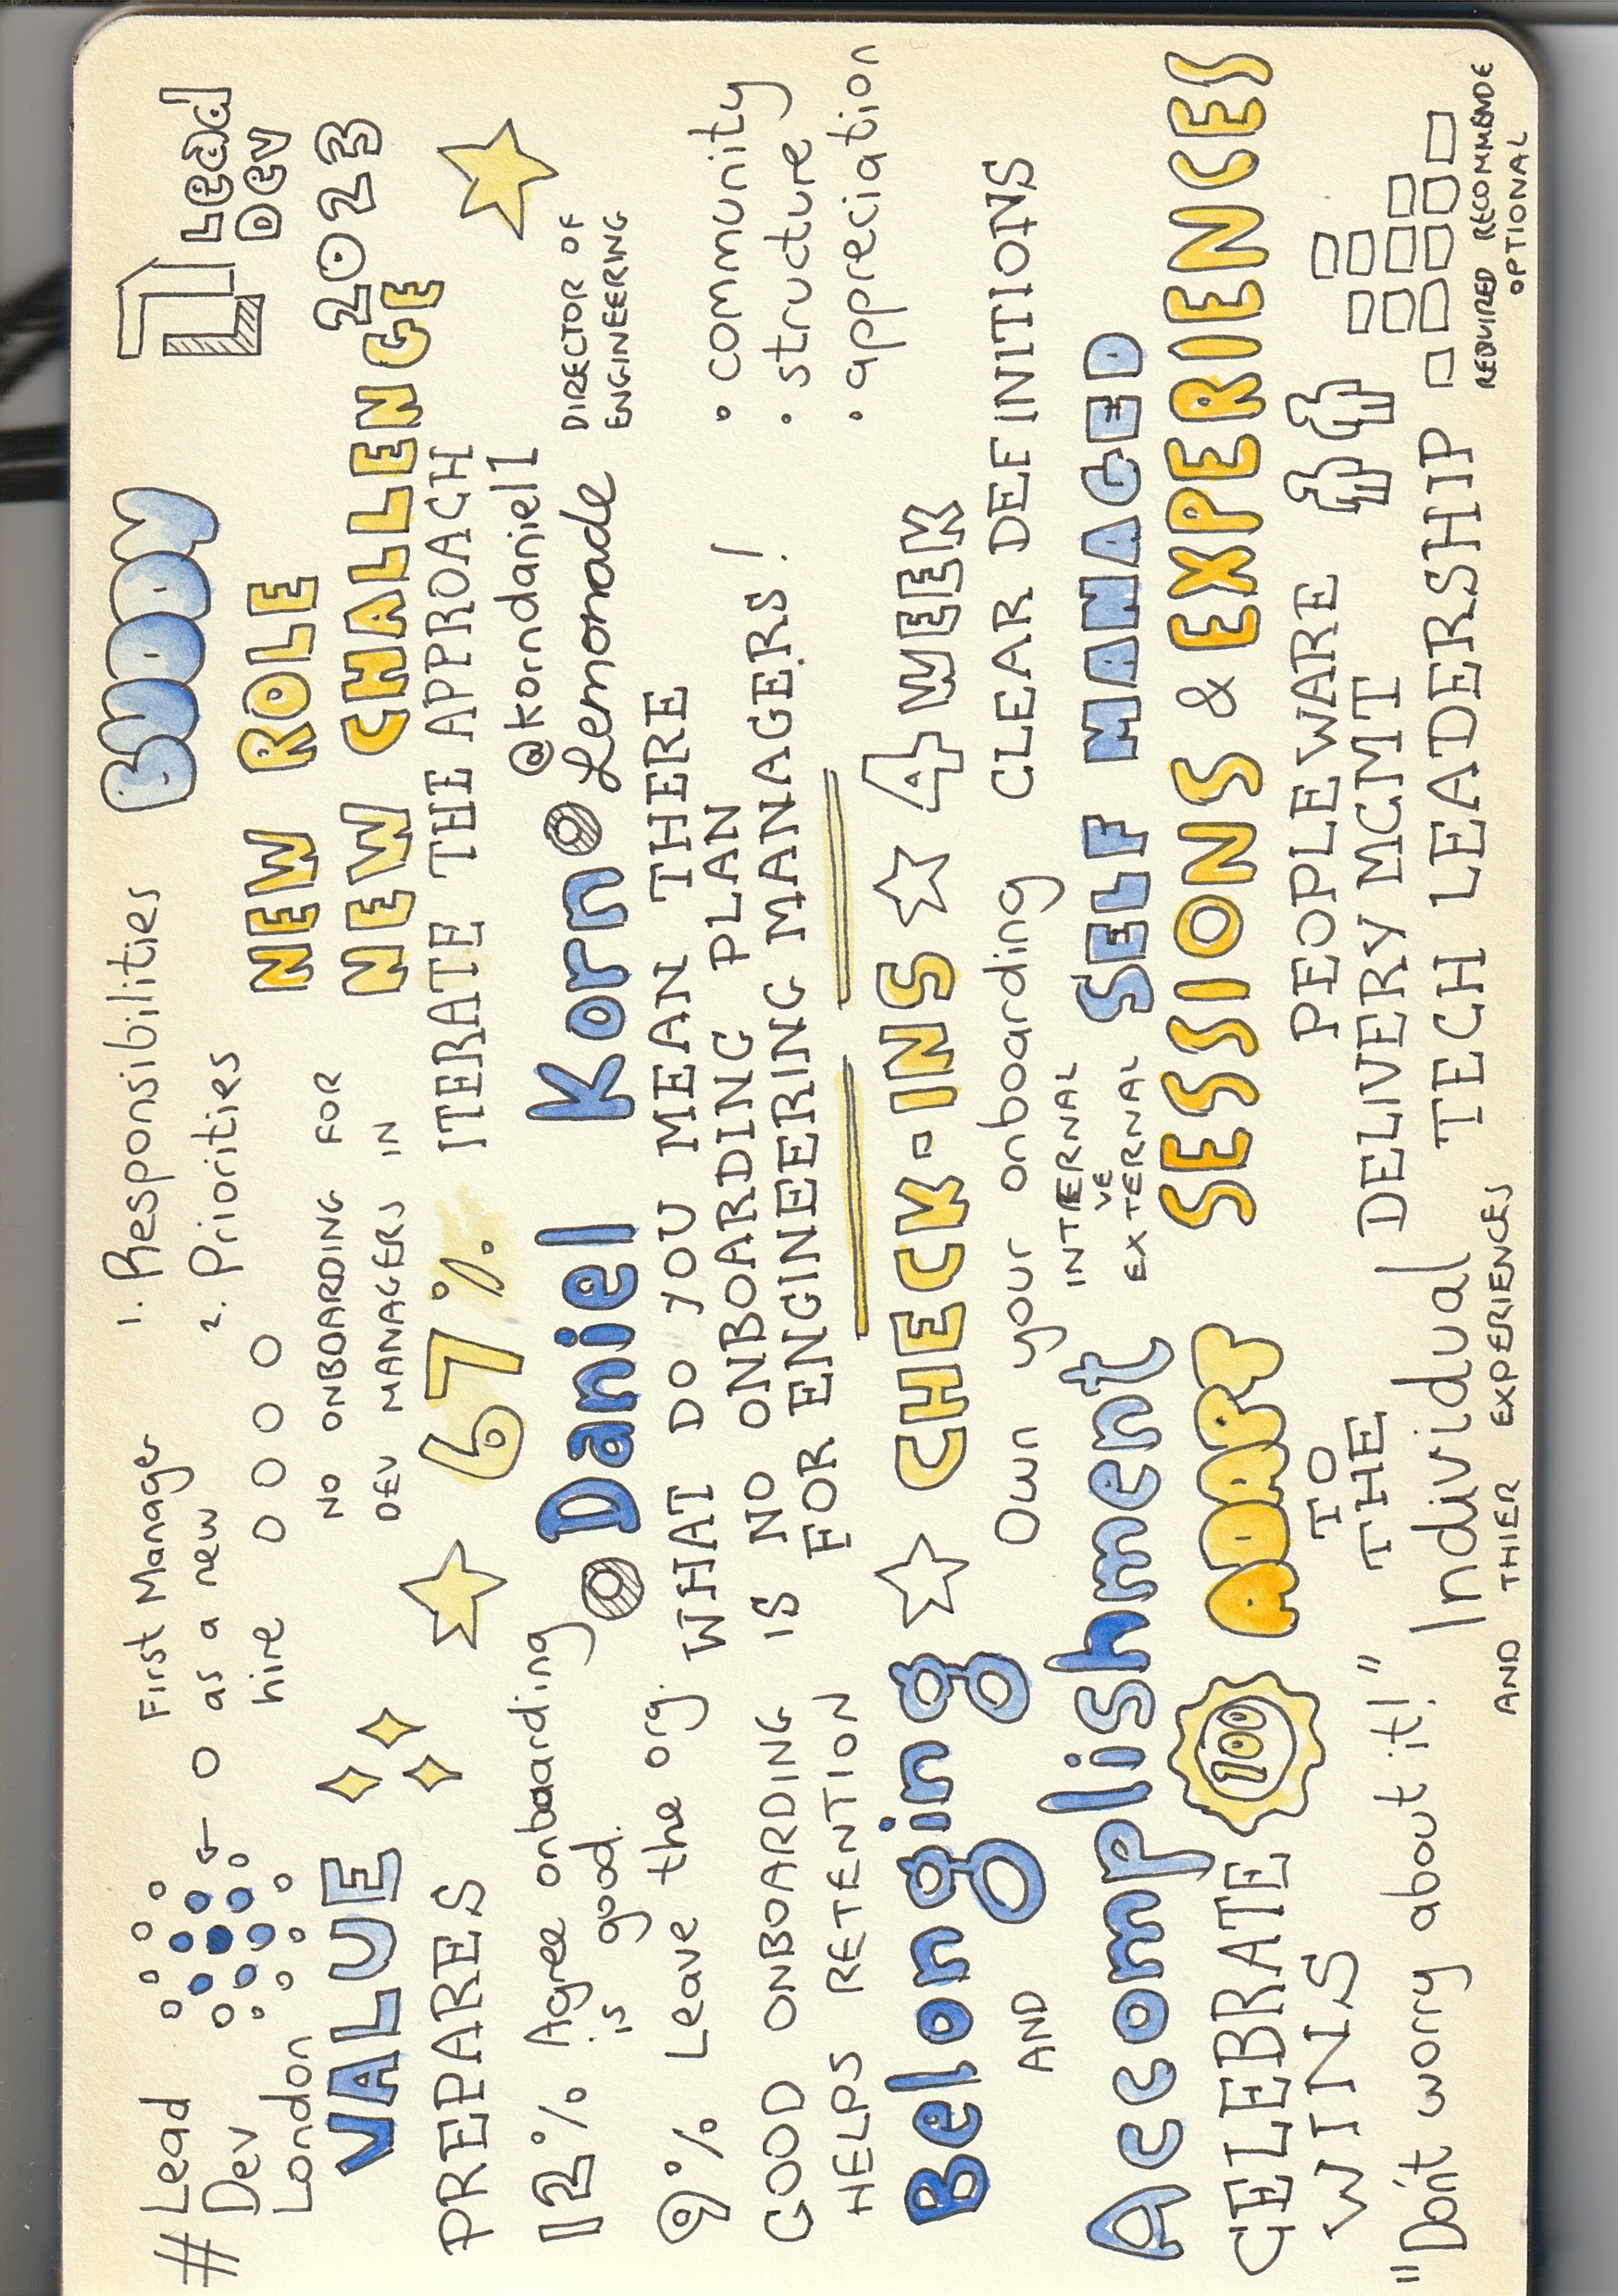 #Lead
Dev
London
First Manager
as a new
hire
1. Responsibilities
2. Priorities
BOOM
Lead
Dev
2023
VALUE
PREPARES
NO ONBOARDING FOR
DEV MANAGERS IN
67%
NEW ROLE
NEW CHALLENGE
ITERATE THE APPROACH
12% Agree onboarding
is good.
9% Leave the org.
GOOD ONBOARDING
HELPS RETENTION
Daniel Korn
@korndaniel1
Lemonade
DIRECTOR OF
ENGINEERING
WHAT DO YOU MEAN THERE
IS NO ONBOARDING PLAN
FOR ENGINEERING MANAGERS!
• community
• structure
• appreciation
Belonging
AND
Accomplishment
CHECK-INS
4 WEEK
Own your onboarding
CLEAR DEFINITIONS
INTERNAL
VE
EXTERNAL
SELF MANAGED
CELEBRATE
WINS
100
"Don't worry about it!"
ADAPT
TO
THE
Individual
AND THIER EXPERIENCES
SESSIONS & EXPERIENCES
PEOPLEWARE
DELIVERY MGMT
TECH LEADERSHIP
REQUIRED RECOMMENDE
OPTIONAL